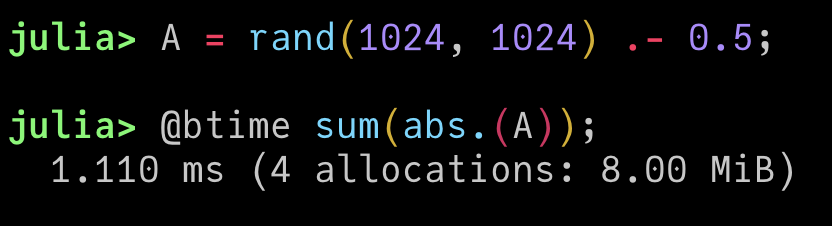 julia> A = rand(1024, 1024) .- 0.5;
julia> @btime sum(abs.(A));
1.110 ms (4 allocations: 8.00 MiB)